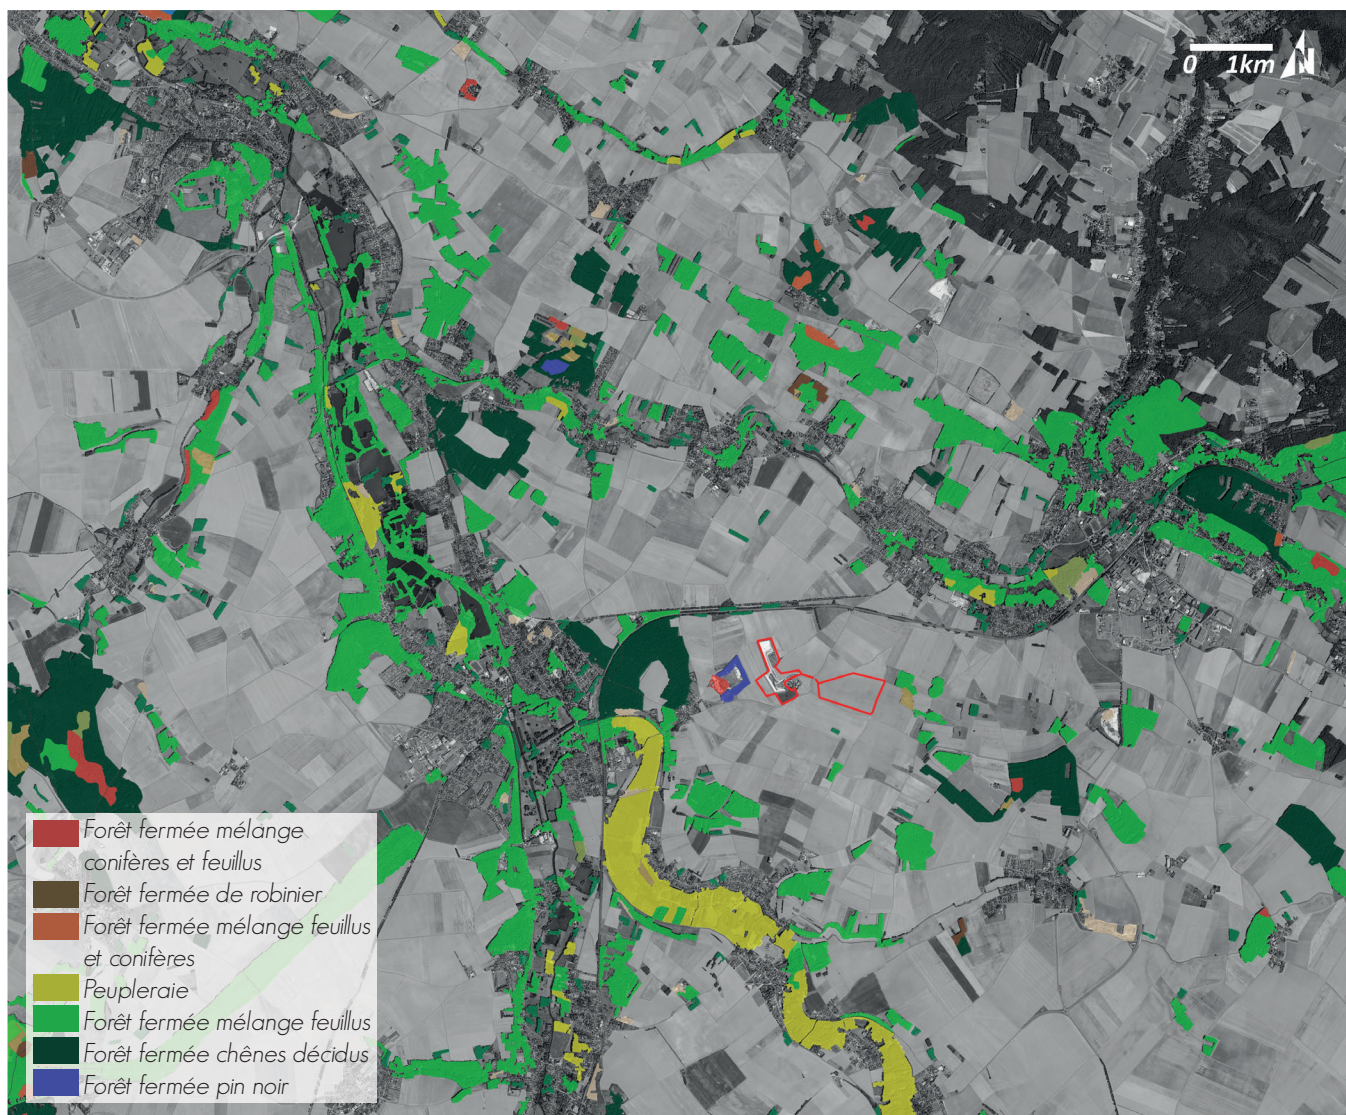 0 1km N
Forêt fermée mélange
conifères et feuillus
Forêt fermée de robinier
Forêt fermée mélange feuillus
et conifères
Peupleraie
Forêt fermée mélange feuillus
Forêt fermée chênes décidus
Forêt fermée pin noir